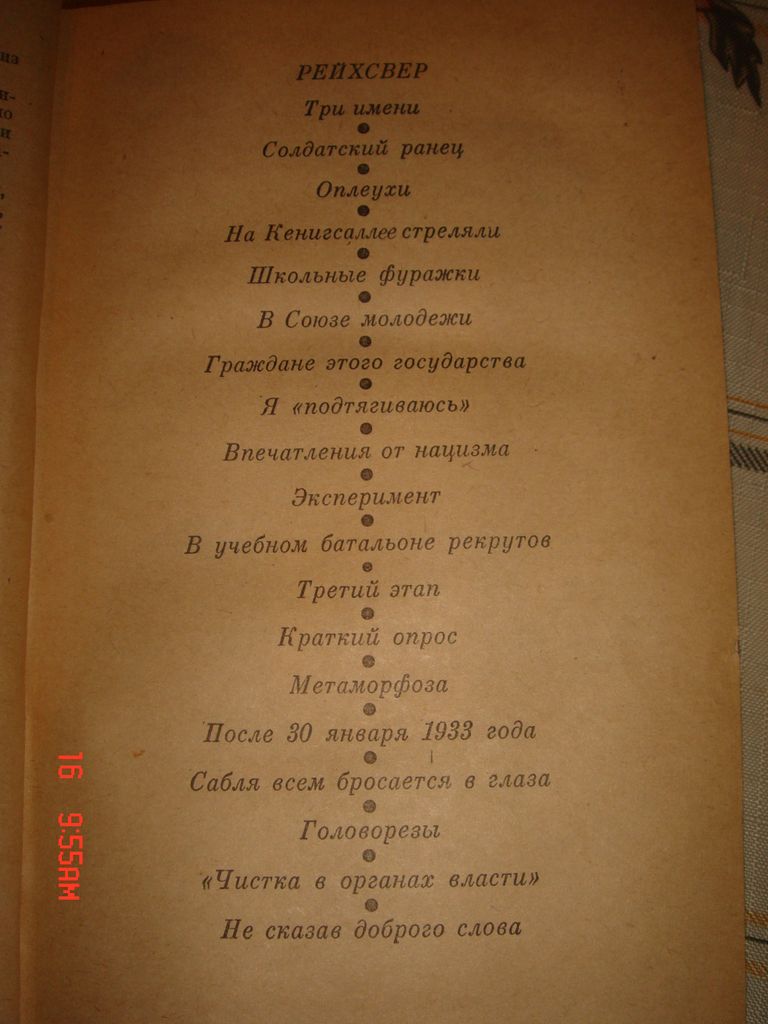 РЕЙХСВЕР
Три имени
Солдатский ранец
Оплеухи
На Кенигсаллее стреляли
Школьные фуражки
В Союзе молодежи
Граждане этого государства
Я «подтягиваюсь»
Впечатления от нацизма
Эксперимент
В учебном батальоне рекрутов
Третий этап
Краткий опрос
Метаморфоза
После 30 января 1933 года
Сабля всем бросается в глаза
Головорезы
«Чистка в органах власти»
Не сказав доброго слова
16 9:55AM
из
и-
ю
и